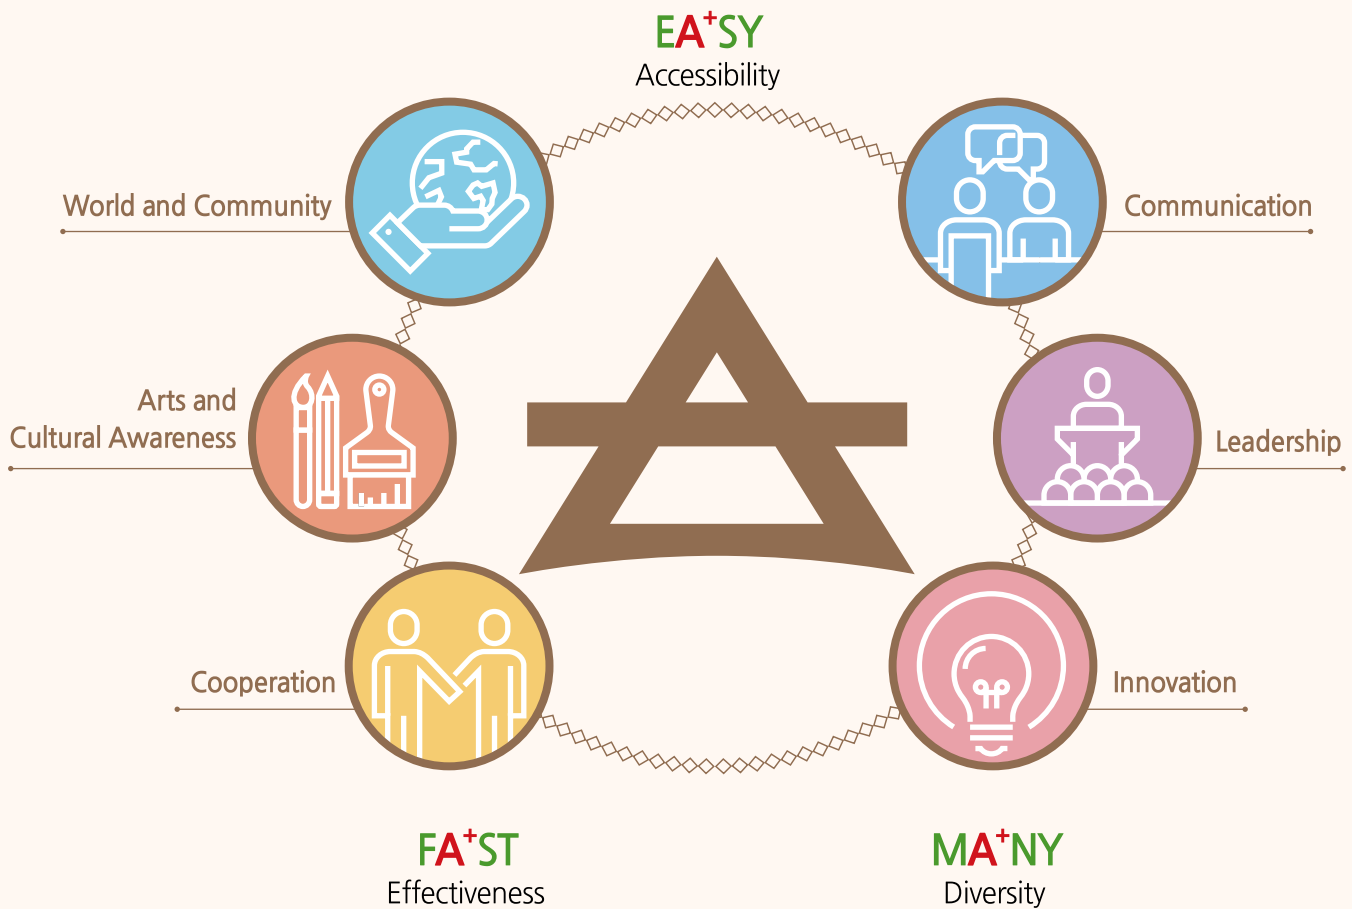 EA⁺SY
Accessibility
World and Community
Communication
Arts and
Cultural Awareness
Leadership
Cooperation
Innovation
FA⁺ST
Effectiveness
MA⁺NY
Diversity